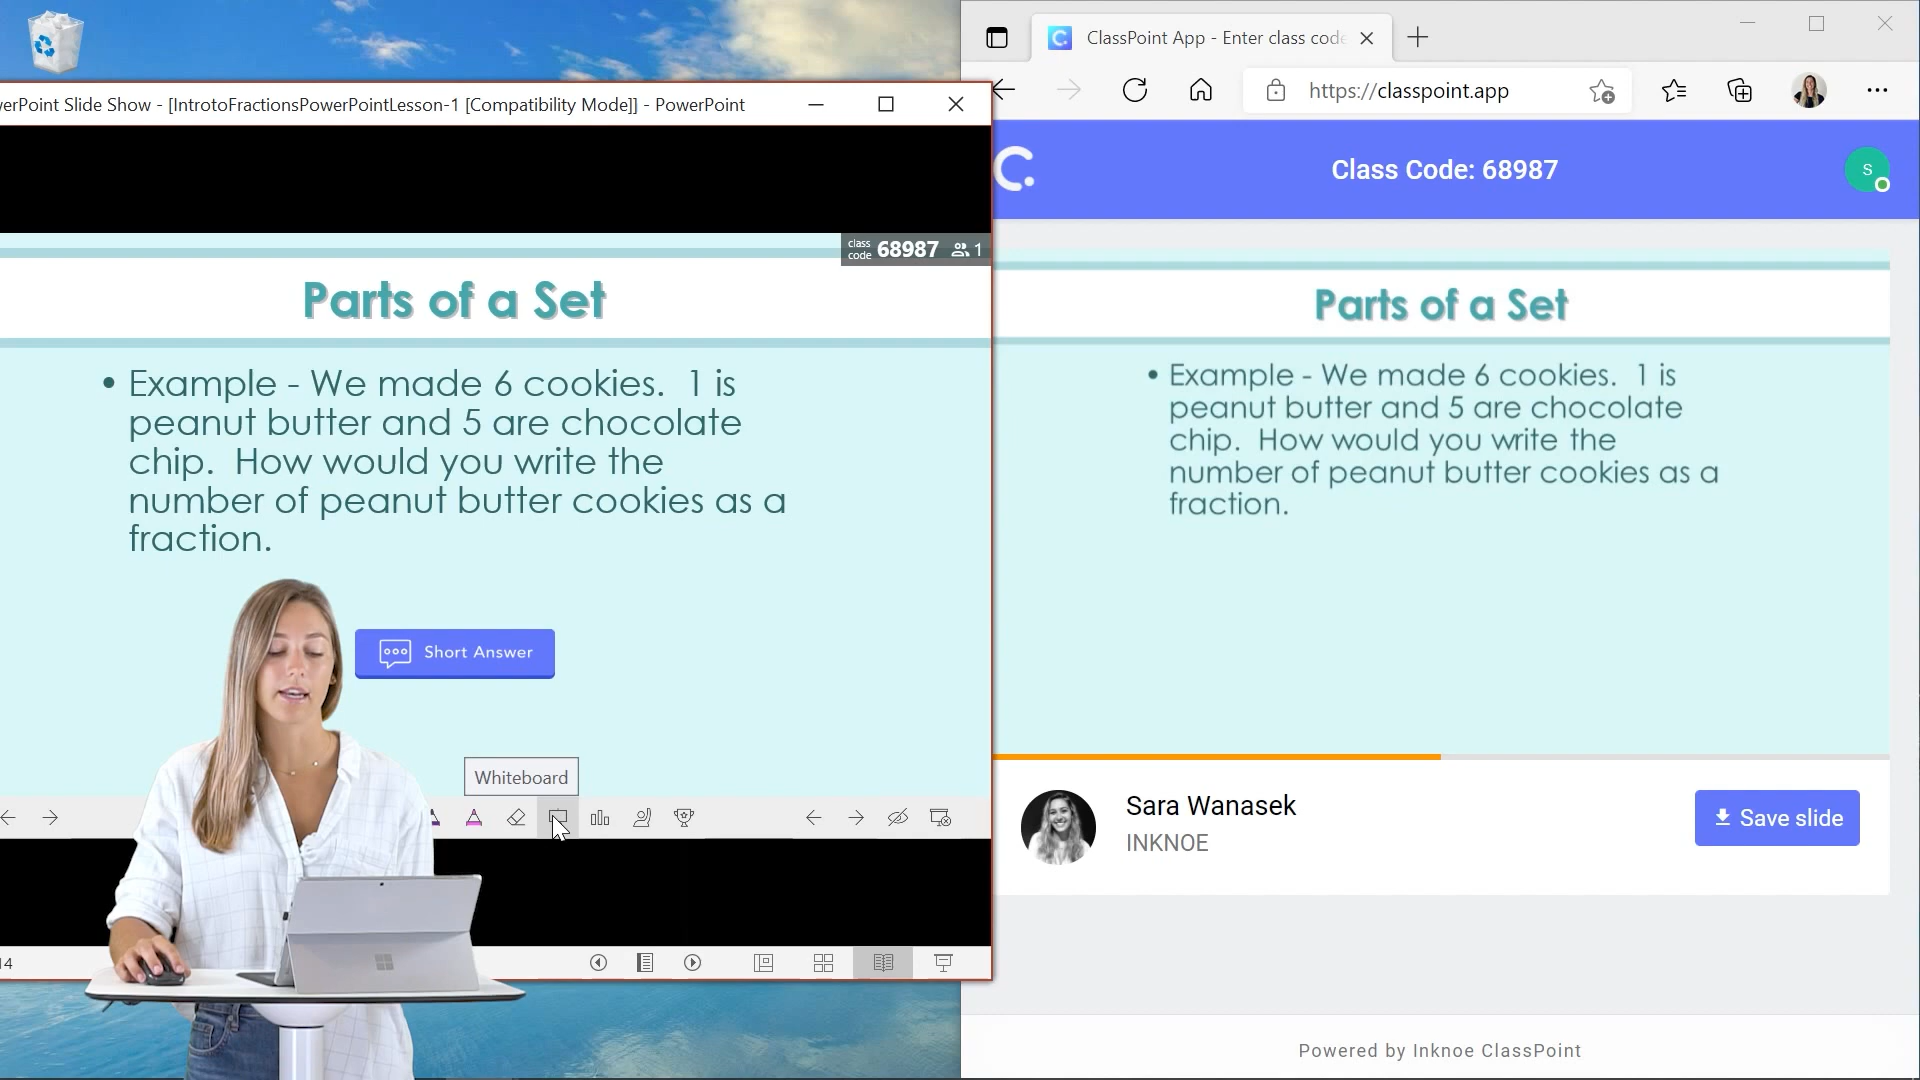 ClassPoint App - Enter class code
https://classpoint.app
werPoint Slide Show - [IntrotoFractionsPowerPointLesson-1 [Compatibility Mode]] - PowerPoint
class code 68987 1
Parts of a Set
• Example - We made 6 cookies. 1 is
peanut butter and 5 are chocolate
chip. How would you write the
number of peanut butter cookies as a
fraction.
Short Answer
Whiteboard
14
Class Code: 68987
S
Parts of a Set
• Example - We made 6 cookies. 1 is
peanut butter and 5 are chocolate
chip. How would you write the
number of peanut butter cookies as a
fraction.
Sara Wanasek
INKNOE
Save slide
Powered by Inknoe ClassPoint